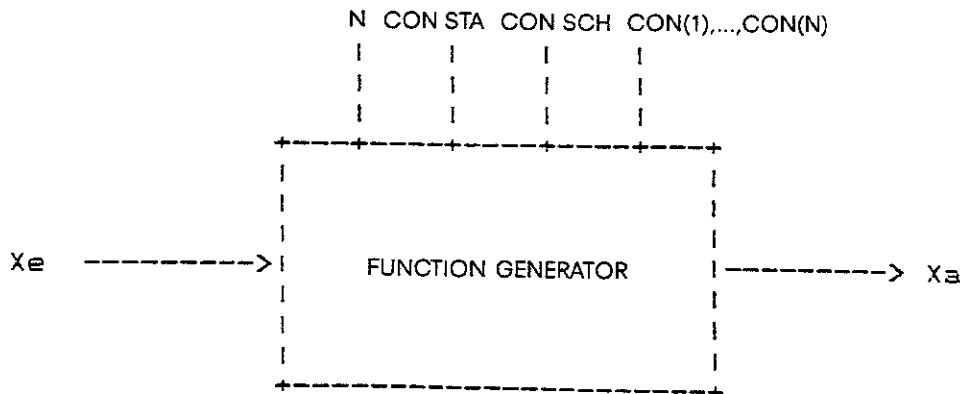 N CON STA CON SCH CON(1),...,CON(N)
Xe FUNCTION GENERATOR Xa